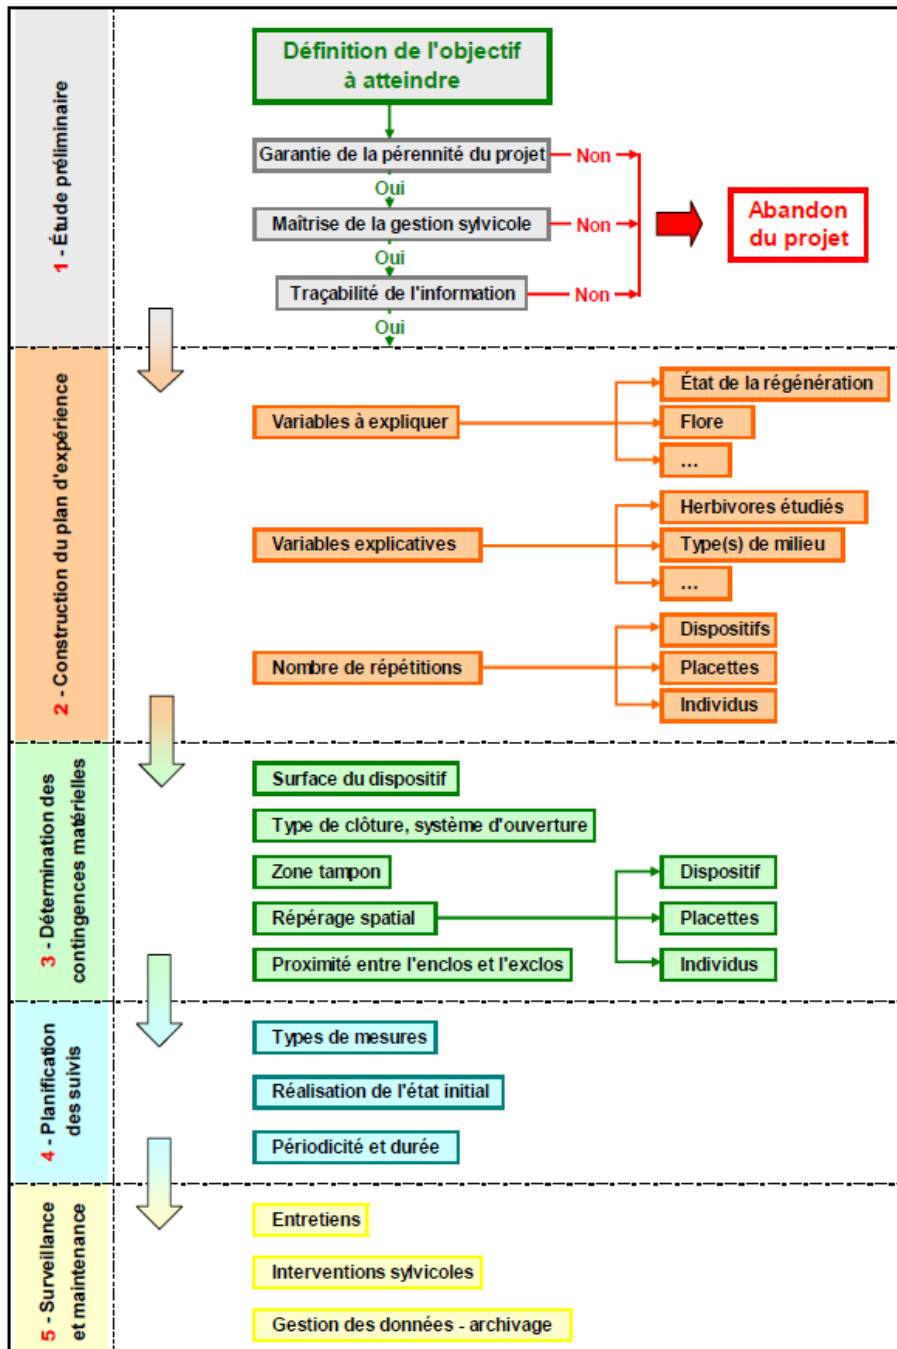 1 - Étude préliminaire
Définition de l'objectif
à atteindre
Garantie de la pérennité du projet
Non
Oui
Maîtrise de la gestion sylvicole
Non
Oui
Traçabilité de l'information
Non
Oui
Abandon
du projet
2 - Construction du plan d'expérience
Variables à expliquer
État de la régénération
Flore
...
Variables explicatives
Herbivores étudiés
Type(s) de milieu
...
Nombre de répétitions
Dispositifs
Placettes
Individus
3 - Détermination des
contingences matérielles
Surface du dispositif
Type de clôture, système d'ouverture
Zone tampon
Répérage spatial
Dispositif
Placettes
Individus
Proximité entre l'enclos et l'exclos
4 - Planification
des suivis
Types de mesures
Réalisation de l'état initial
Périodicité et durée
5 - Surveillance
et maintenance
Entretiens
Interventions sylvicoles
Gestion des données - archivage